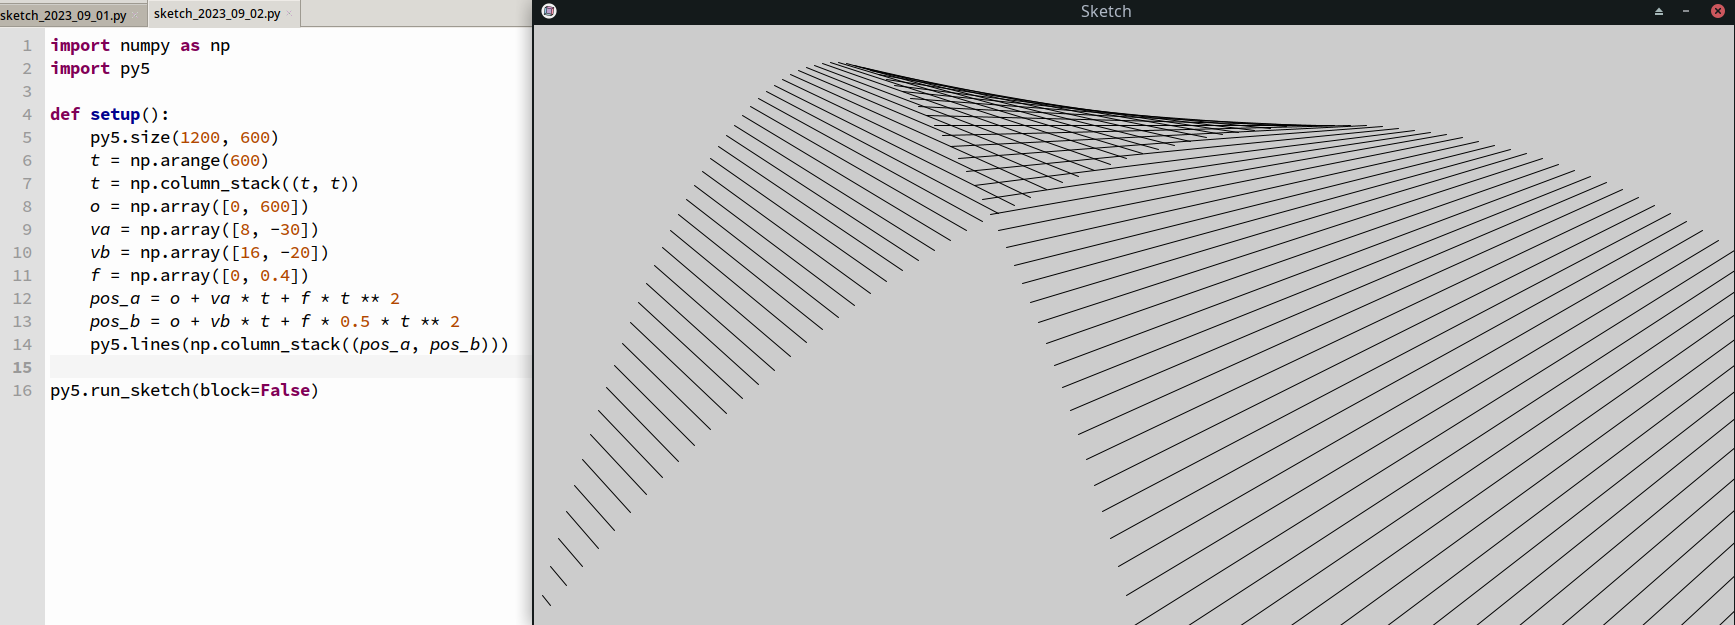 sketch_2023_09_01.py sketch_2023_09_02.py × Sketch
1 import numpy as np
2 import py5
3
4 def setup():
5     py5.size(1200, 600)
6     t = np.arange(600)
7     t = np.column_stack((t, t))
8     o = np.array([0, 600])
9     va = np.array([8, -30])
10     vb = np.array([16, -20])
11     f = np.array([0, 0.4])
12     pos_a = o + va * t + f * t ** 2
13     pos_b = o + vb * t + f * 0.5 * t ** 2
14     py5.lines(np.column_stack((pos_a, pos_b)))
15
16 py5.run_sketch(block=False)